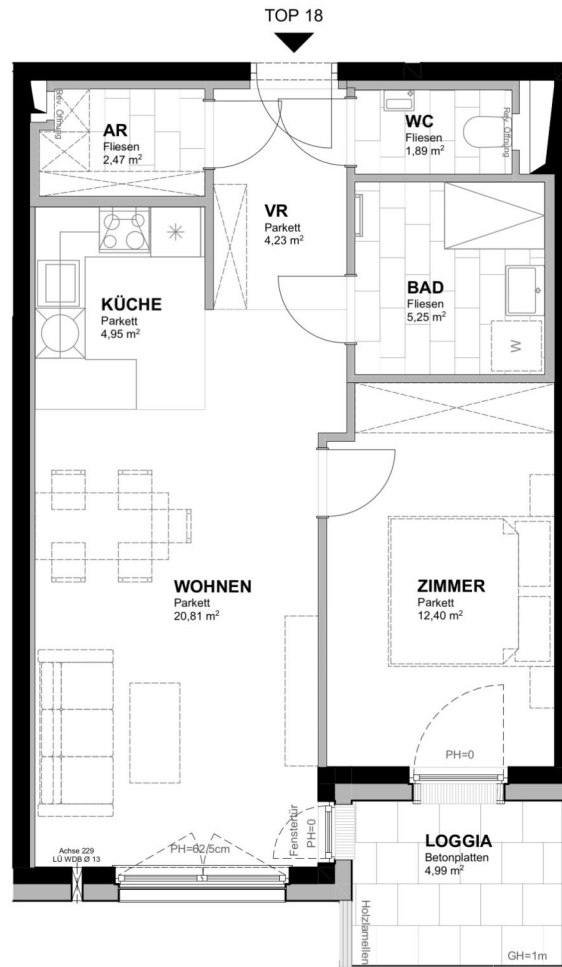 TOP 18
Rev. Öffnung
AR
Fliesen
2,47 m²
WC
Fliesen
1,89 m²
Rev. Öffnung
VR
Parkett
4,23 m²
KÜCHE
Parkett
4,95 m²
BAD
Fliesen
5,25 m²
W
WOHNEN
Parkett
20,81 m²
ZIMMER
Parkett
12,40 m²
PH=0
Achse 229
LÜ WDB Ø 13
PH=62,5cm
Fenstertür
PH=0
LOGGIA
Betonplatten
4,99 m²
Holzlamellen
GH=1m